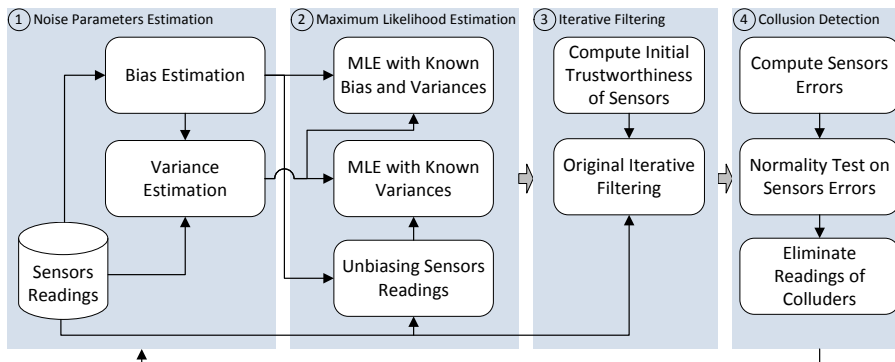 1 Noise Parameters Estimation
Bias Estimation
Variance
Estimation
Sensors
Readings
2 Maximum Likelihood Estimation
MLE with Known
Bias and Variances
MLE with Known
Variances
Unbiasing Sensors
Readings
3 Iterative Filtering
Compute Initial
Trustworthiness
of Sensors
Original Iterative
Filtering
4 Collusion Detection
Compute Sensors
Errors
Normality Test on
Sensors Errors
Eliminate
Readings of
Colluders